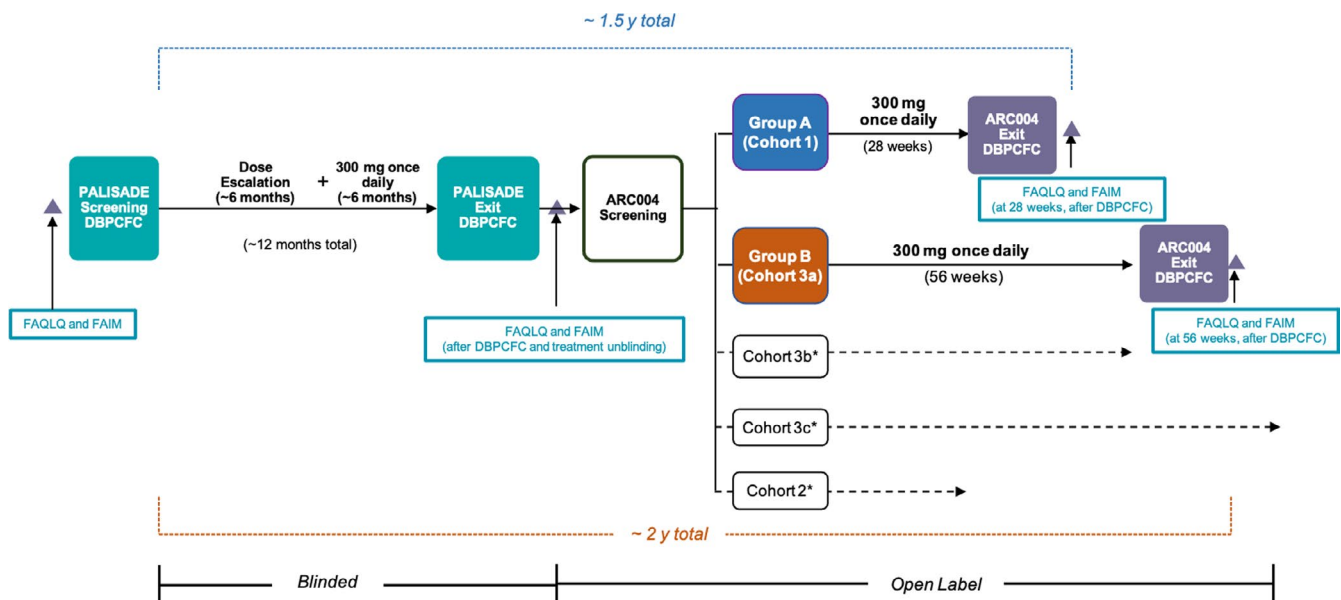 ~ 1.5 y total
PALISADE
Screening
DBPCFC
FAQLQ and FAIM
Dose
Escalation
(~6 months)
+
300 mg once
daily
(~6 months)
(~12 months total)
PALISADE
Exit
DBPCFC
FAQLQ and FAIM
(after DBPCFC and treatment unblinding)
ARC004
Screening
Group A
(Cohort 1)
300 mg
once daily
(28 weeks)
ARC004
Exit
DBPCFC
FAQLQ and FAIM
(at 28 weeks, after DBPCFC)
Group B
(Cohort 3a)
300 mg once daily
(56 weeks)
ARC004
Exit
DBPCFC
FAQLQ and FAIM
(at 56 weeks, after DBPCFC)
Cohort 3b*
Cohort 3c*
Cohort 2*
~ 2 y total
Blinded
Open Label